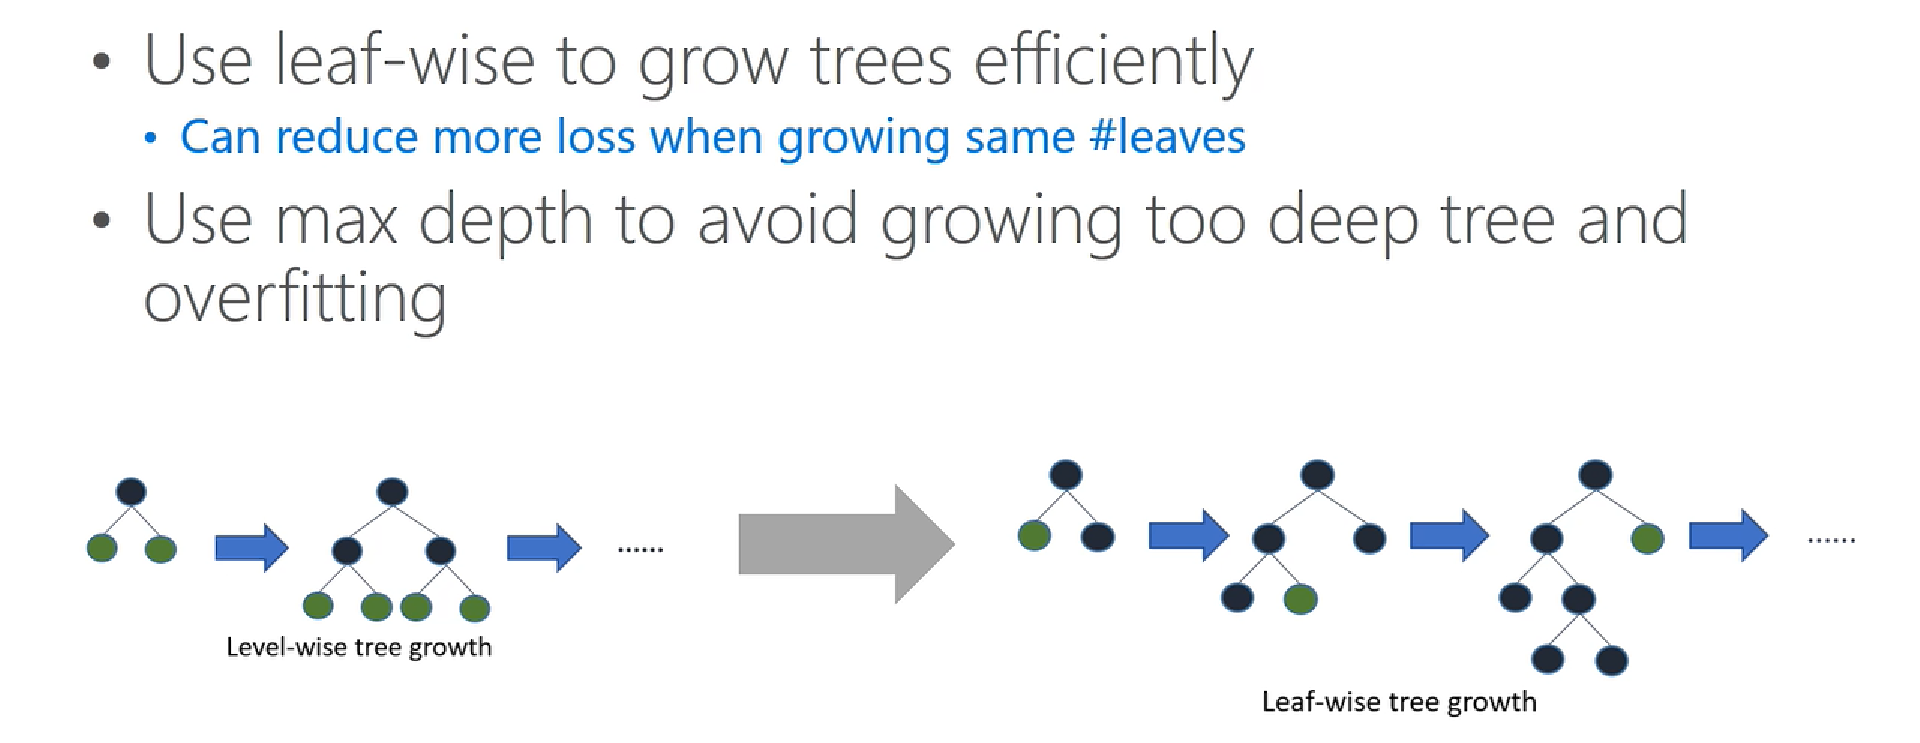 • Use leaf-wise to grow trees efficiently
• Can reduce more loss when growing same #leaves
• Use max depth to avoid growing too deep tree and
overfitting
......
......
Level-wise tree growth
Leaf-wise tree growth